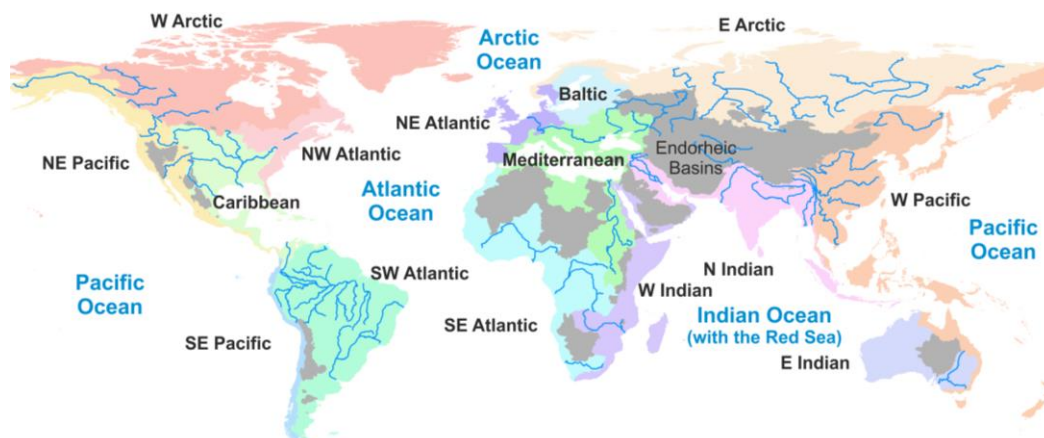 W Arctic
E Arctic
Arctic
Ocean
Baltic
NE Atlantic
NE Pacific
NW Atlantic
Mediterranean
Endorheic
Basins
Atlantic
Ocean
Caribbean
W Pacific
Pacific
Ocean
Pacific
Ocean
SW Atlantic
N Indian
W Indian
SE Atlantic
Indian Ocean
(with the Red Sea)
SE Pacific
E Indian